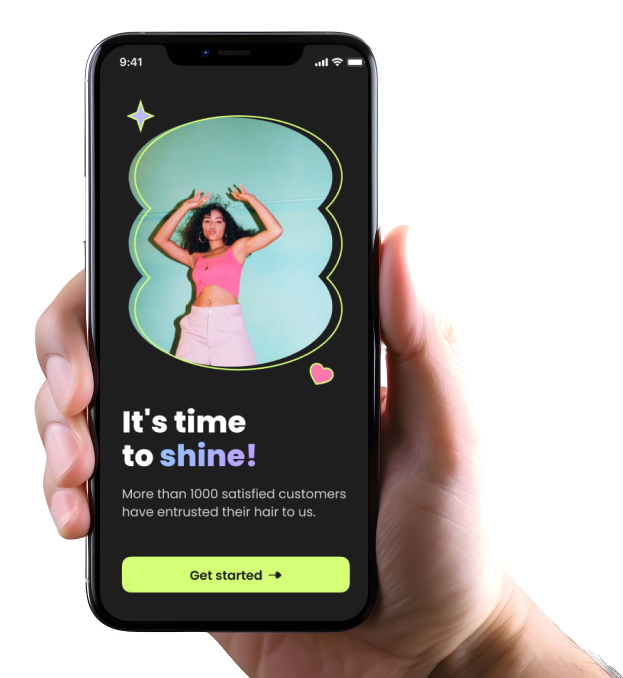 9:41
It's time
to shine!
More than 1000 satisfied customers
have entrusted their hair to us.
Get started